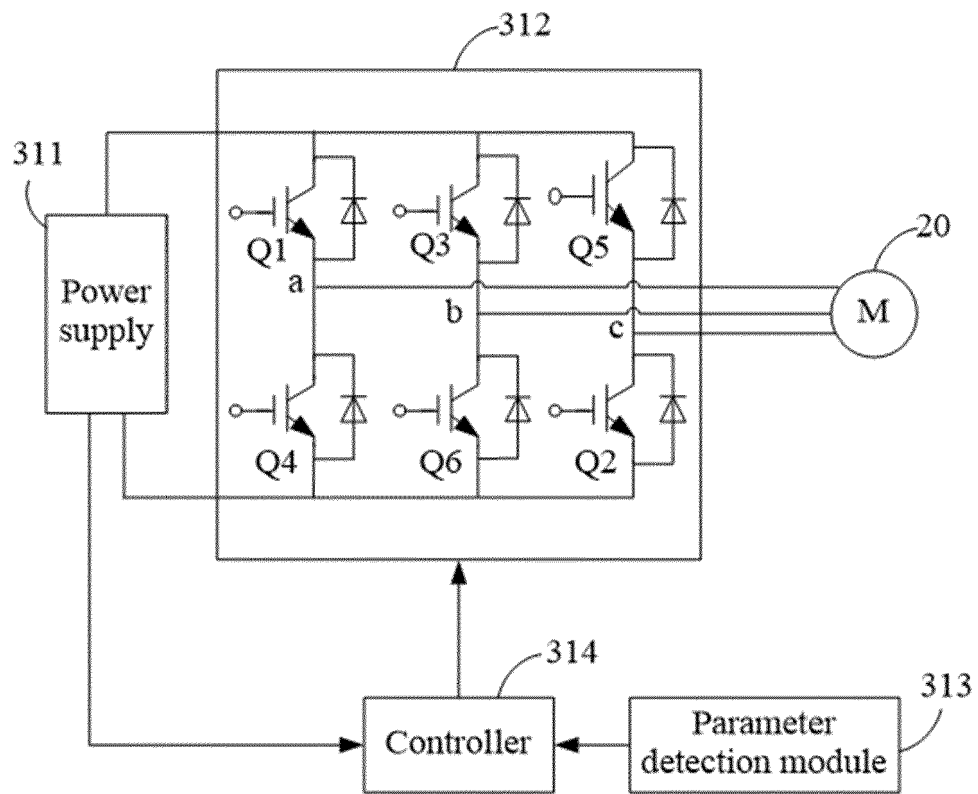 312
311
Q1
Q3
Q5
20
Power
supply
a
b
c
M
Q4
Q6
Q2
314
313
Controller
Parameter
detection module